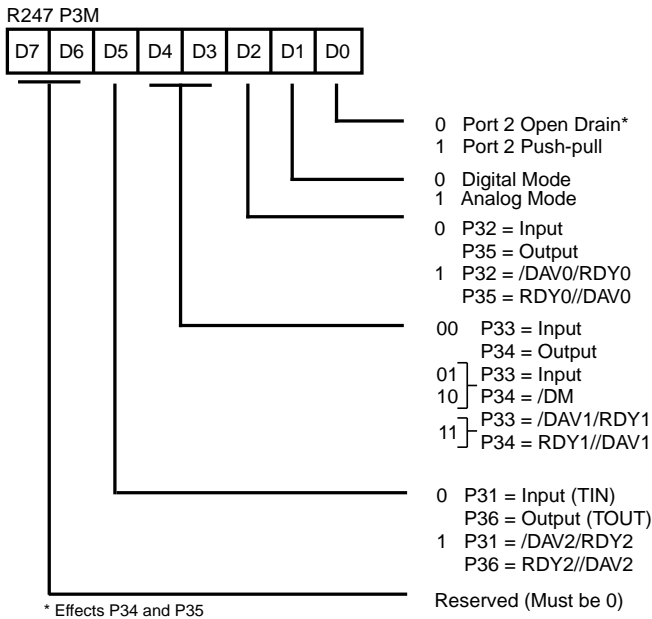 R247 P3M
D7 D6 D5 D4 D3 D2 D1 D0
0 Port 2 Open Drain*
1 Port 2 Push-pull
0 Digital Mode
1 Analog Mode
0 P32 = Input
P35 = Output
1 P32 = /DAV0/RDY0
P35 = RDY0//DAV0
00 P33 = Input
P34 = Output
01 P33 = Input
10 P34 = /DM
P33 = /DAV1/RDY1
11
P34 = RDY1//DAV1
0 P31 = Input (TIN)
P36 = Output (TOUT)
1 P31 = /DAV2/RDY2
P36 = RDY2//DAV2
Reserved (Must be 0)
* Effects P34 and P35